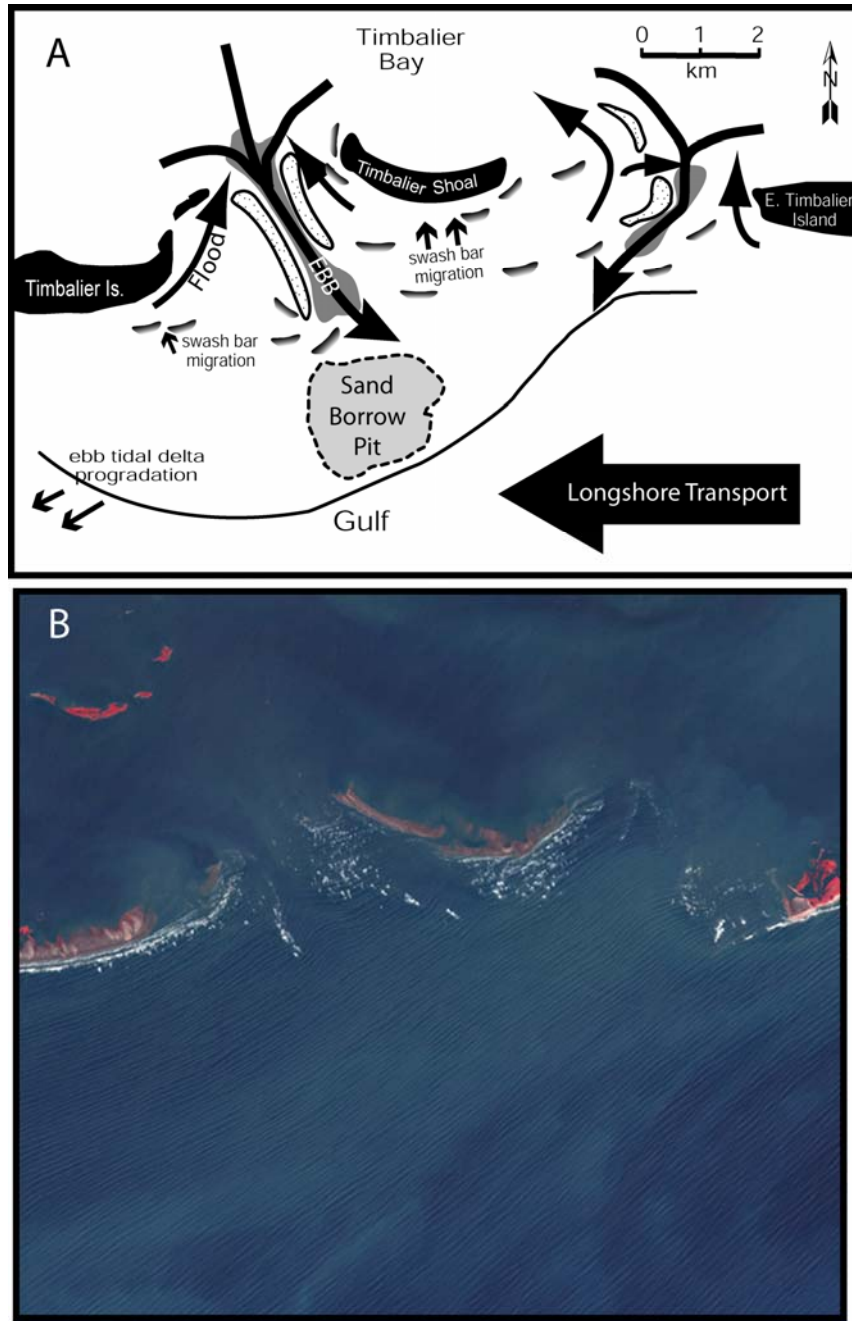 A
Timbalier
Bay
0 1 2
km
N
Timbalier Shoal
E. Timbalier
Island
swash bar
migration
Flood
EBB
Timbalier Is.
swash bar
migration
Sand
Borrow
Pit
ebb tidal delta
progradation
Longshore Transport
Gulf
B